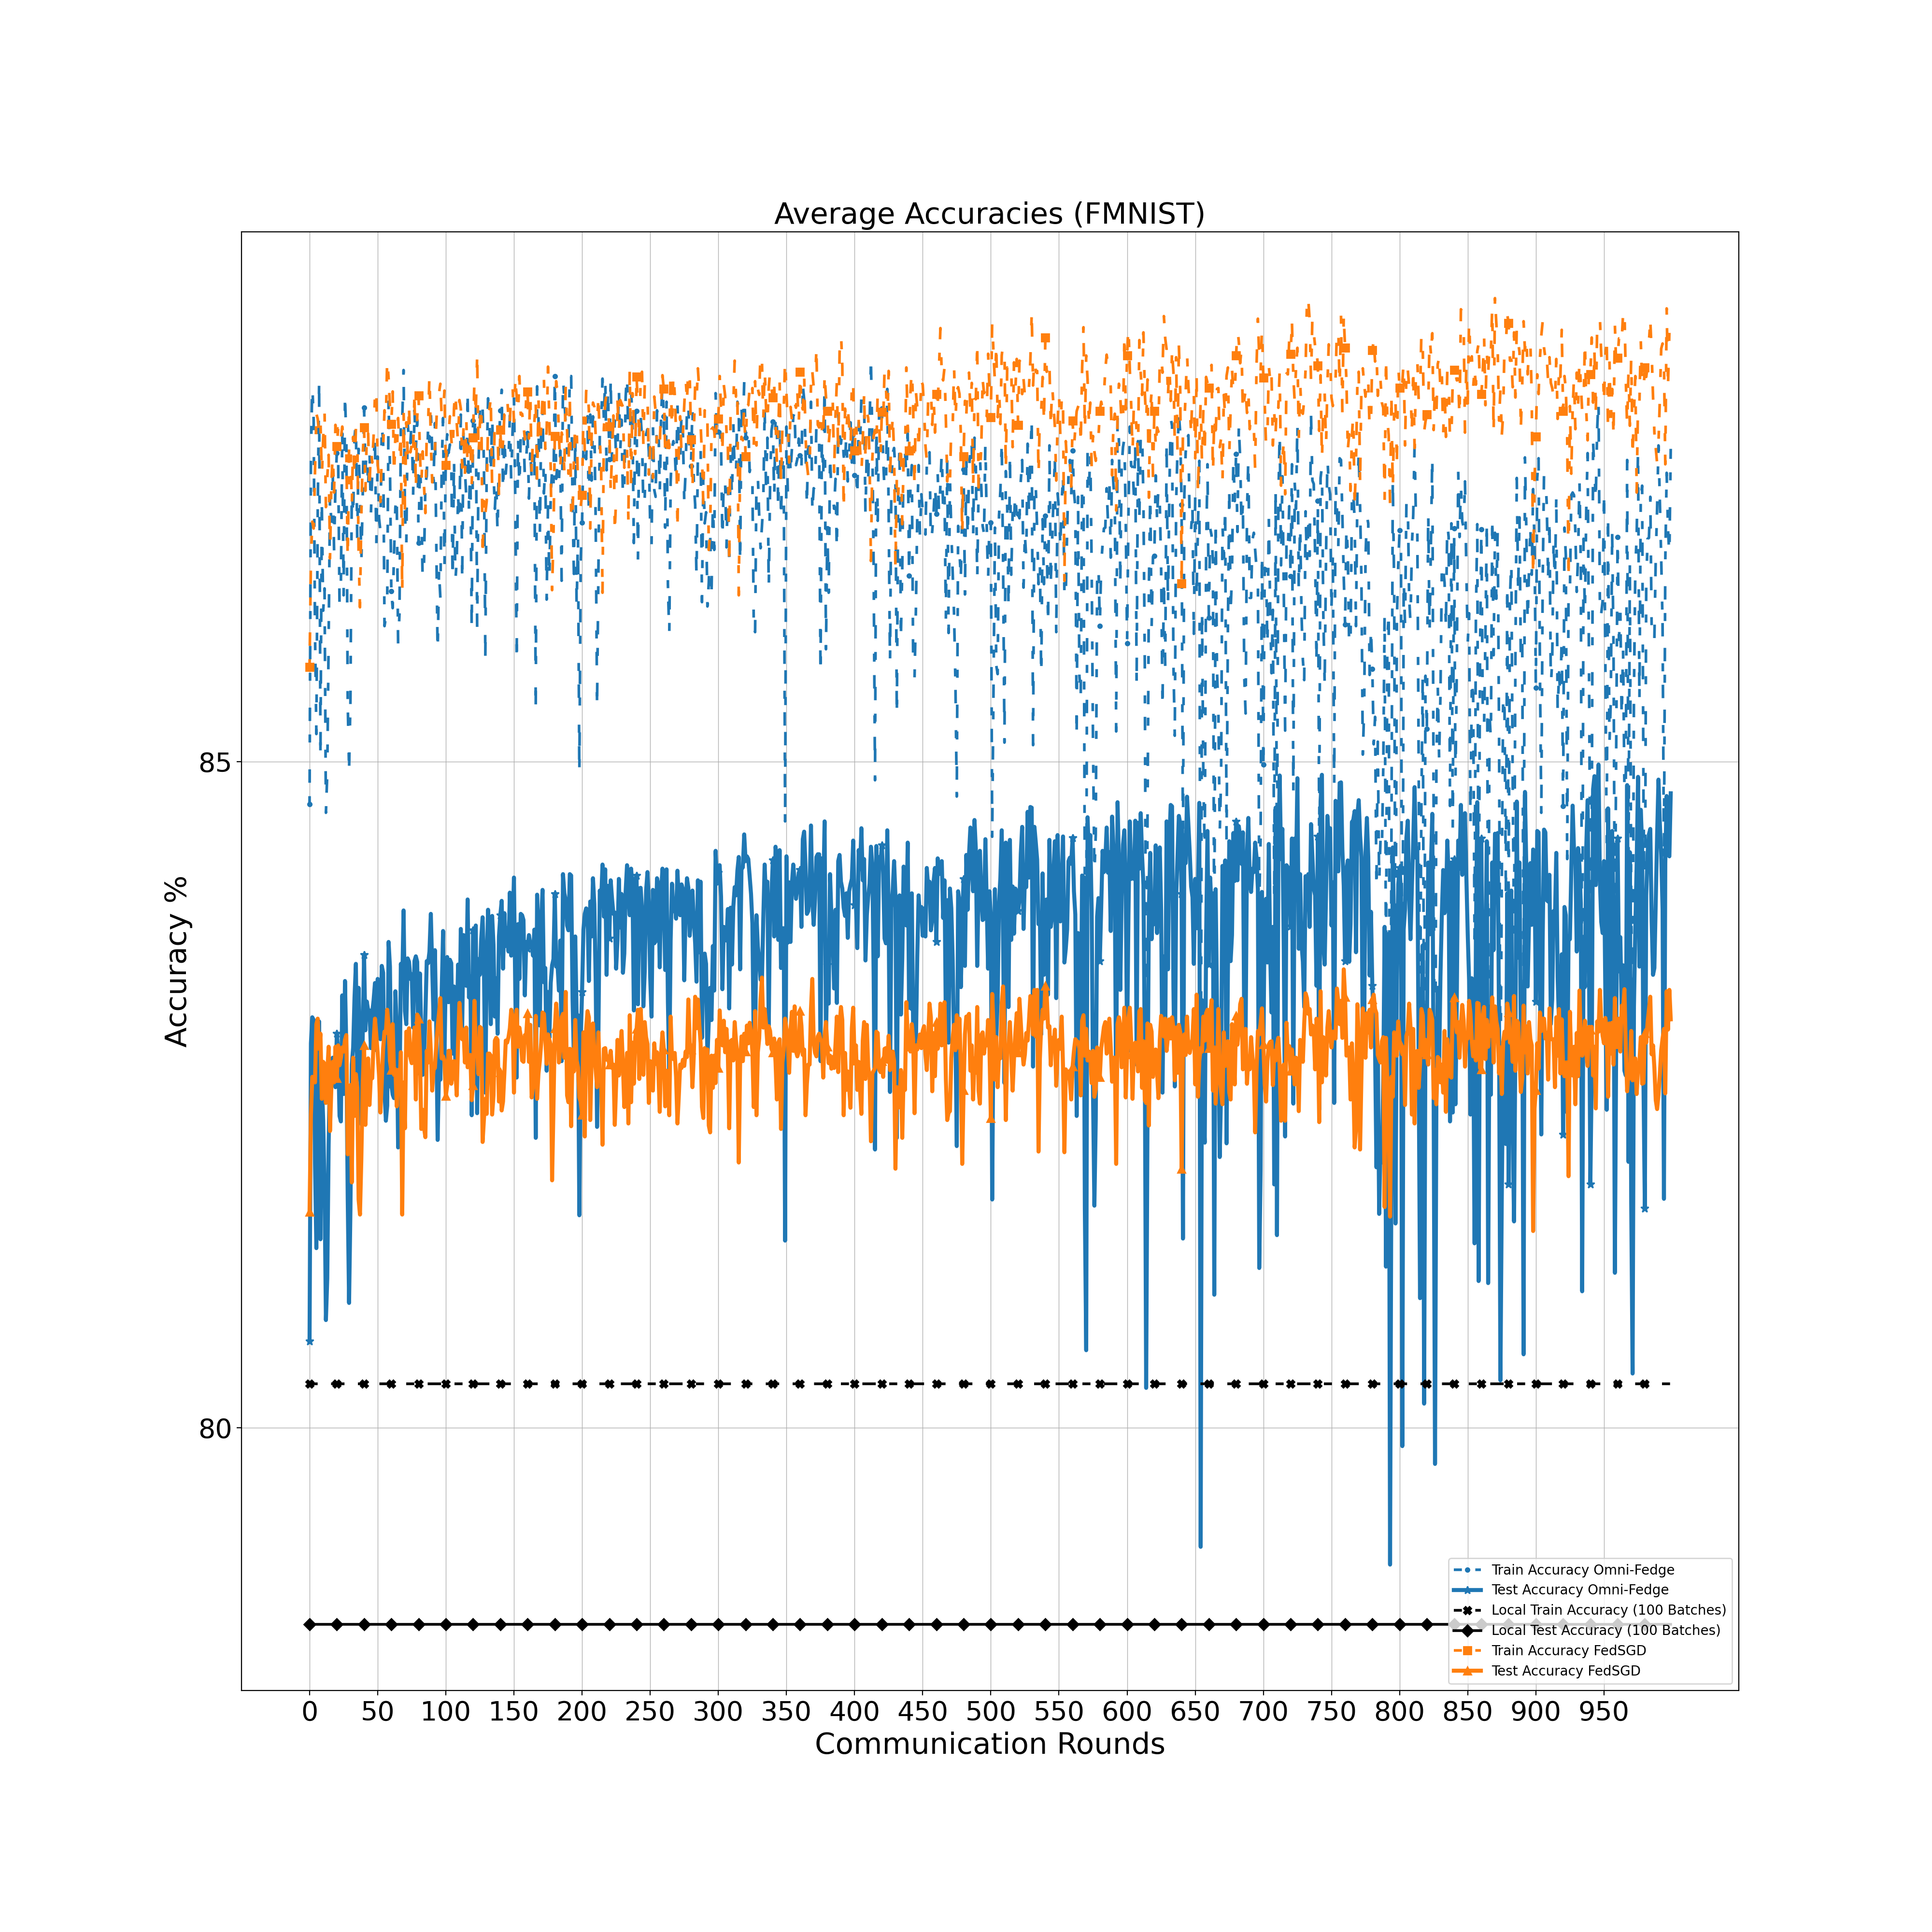 Average Accuracies (FMNIST)
Accuracy %
85
80
0 50 100 150 200 250 300 350 400 450 500 550 600 650 700 750 800 850 900 950
Communication Rounds
Train Accuracy Omni-Fedge
Test Accuracy Omni-Fedge
Local Train Accuracy (100 Batches)
Local Test Accuracy (100 Batches)
Train Accuracy FedSGD
Test Accuracy FedSGD